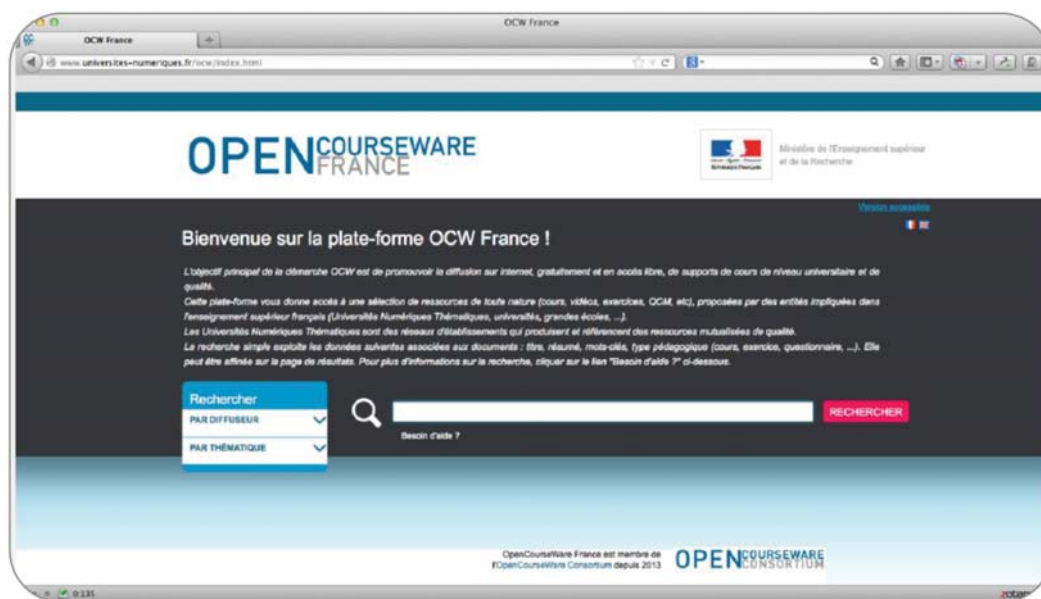 OCW France
OCW France
www.universites-numeriques.fr/ocw/index.html
OPENCOURSEWARE
FRANCE
Ministère de l'Enseignement supérieur
et de la Recherche
Version accessible
Bienvenue sur la plate-forme OCW France !
L'objectif principal de la démarche OCW est de promouvoir la diffusion sur internet, gratuitement et en accès libre, de supports de cours de niveau universitaire et de
qualité.
Cette plate-forme vous donne accès à une sélection de ressources de toute nature (cours, vidéos, exercices, QCM, etc), proposées par des entités impliquées dans
l'enseignement supérieur français (Universités Numériques Thématiques, universités, grandes écoles, ...).
Les Universités Numériques Thématiques sont des réseaux d'établissements qui produisent et référencent des ressources mutualisées de qualité.
La recherche simple exploite les données suivantes associées aux documents : titre, résumé, mots-clés, type pédagogique (cours, exercice, questionnaire, ...). Elle
peut être affinée sur la page de résultats. Pour plus d'informations sur la recherche, cliquer sur le lien "Besoin d'aide ?" ci-dessous.
Rechercher
PAR DIFFUSEUR
PAR THÉMATIQUE
RECHERCHER
Besoin d'aide ?
OpenCourseWare France est membre de
l'OpenCourseWare Consortium depuis 2013
OPENCOURSEWARE
CONSORTIUM
0:135